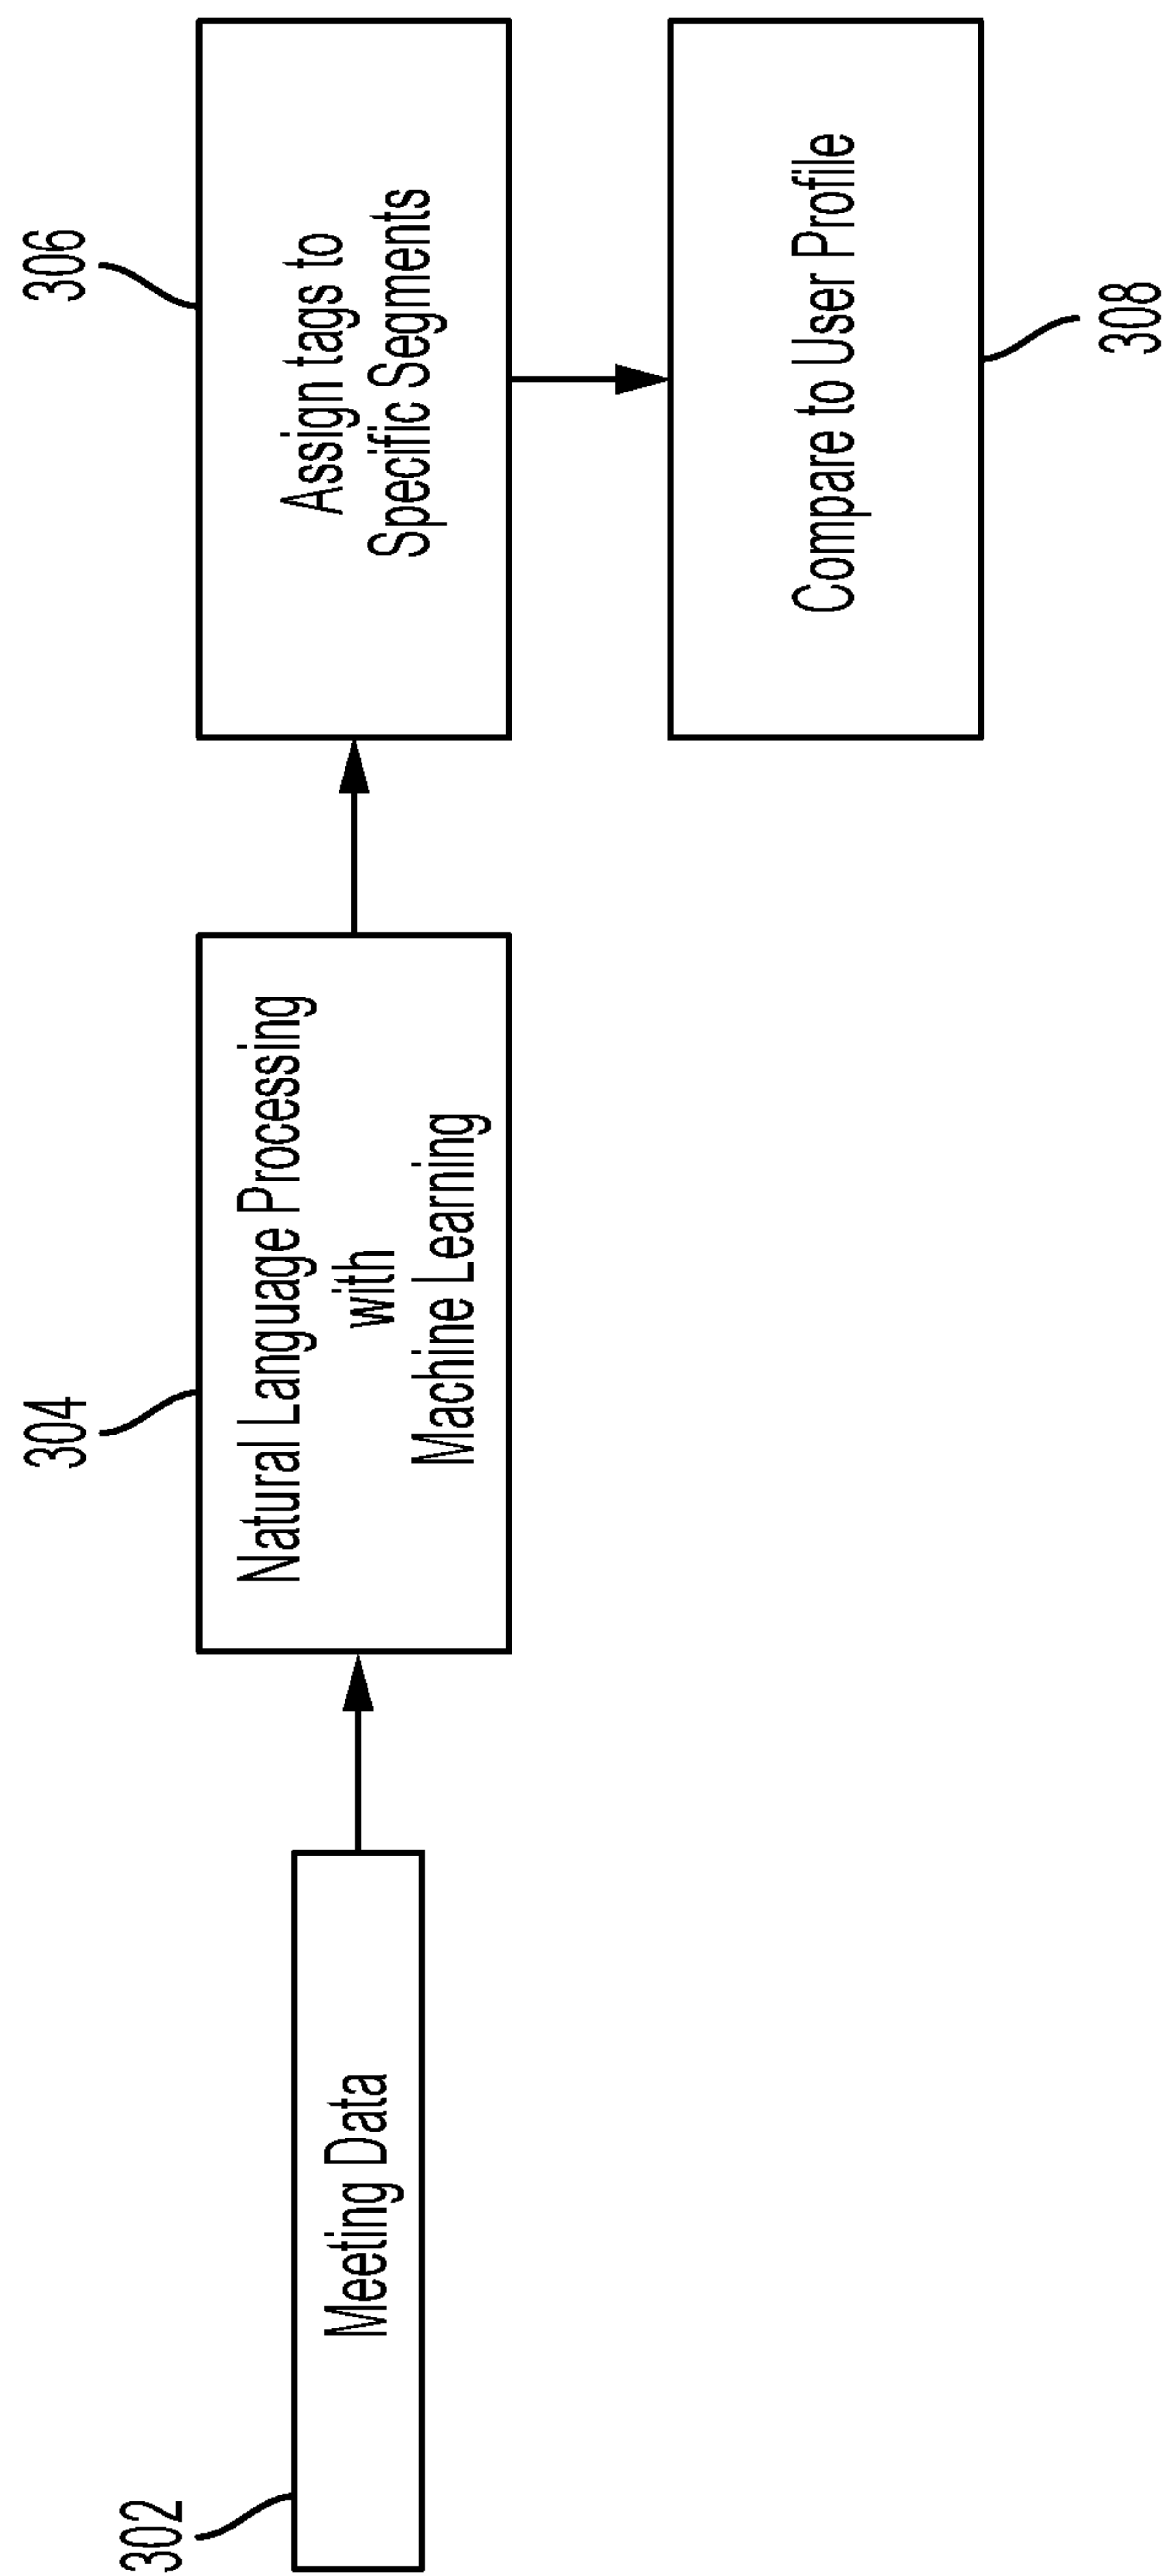 302
Meeting Data
304
Natural Language Processing
with
Machine Learning
306
Assign tags to
Specific Segments
Compare to User Profile
308